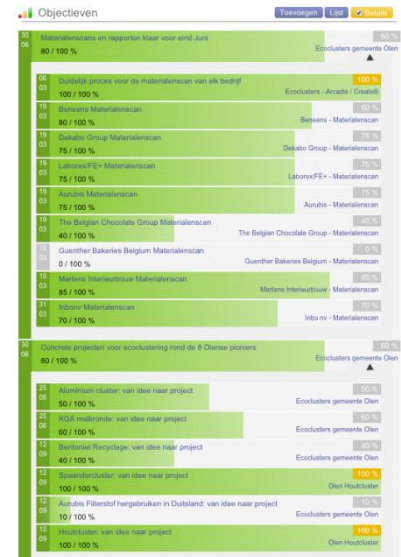 Objectieven
Toevoegen Lijst Details
30 06 Materialenscans en rapporten klaar voor eind Juni 80 %
80 / 100 % Ecoclusters gemeente Olen
06 03 Duidelijk proces voor de materialenscan van elk bedrijf 100 %
100 / 100 % Ecoclusters - Arcadis / Createlli
19 03 Beneens Materialenscan 80 %
80 / 100 % Beneens - Materialenscan
19 03 Dekabo Group Materialenscan 75 %
75 / 100 % Dekabo Group - Materialenscan
19 03 Laborex/FE+ Materialenscan 75 %
75 / 100 % Laborex/FE+ - Materialenscan
19 03 Aurubis Materialenscan 75 %
75 / 100 % Aurubis - Materialenscan
19 03 The Belgian Chocolate Group Materialenscan 40 %
40 / 100 % The Belgian Chocolate Group - Materialenscan
19 03 Guenther Bakeries Belgium Materialenscan 0 %
0 / 100 % Guenther Bakeries Belgium - Materialenscan
19 03 Martens Interieurbouw Materialenscan 85 %
85 / 100 % Martens Interieurbouw - Materialenscan
31 03 Inbonv Materialenscan 70 %
70 / 100 % Inbo nv - Materialenscan
30 06 Concrete projecten voor ecoclustering rond de 8 Olense pioniers 80 %
80 / 100 % Ecoclusters gemeente Olen
25 06 Aluminium cluster: van idee naar project 50 %
50 / 100 % Ecoclusters gemeente Olen
25 06 KGA melkronde: van idee naar project 60 %
60 / 100 % Ecoclusters gemeente Olen
12 09 Bentoniet Recyclage: van idee naar project 40 %
40 / 100 % Ecoclusters gemeente Olen
12 09 Spaandercluster: van idee naar project 100 %
100 / 100 % Olen Houtcluster
12 09 Aurubis Filterstof hergebruiken in Duitsland: van idee naar project 10 %
10 / 100 % Ecoclusters gemeente Olen
12 09 Houtcluster: van idee naar project 100 %
100 / 100 % Olen Houtcluster